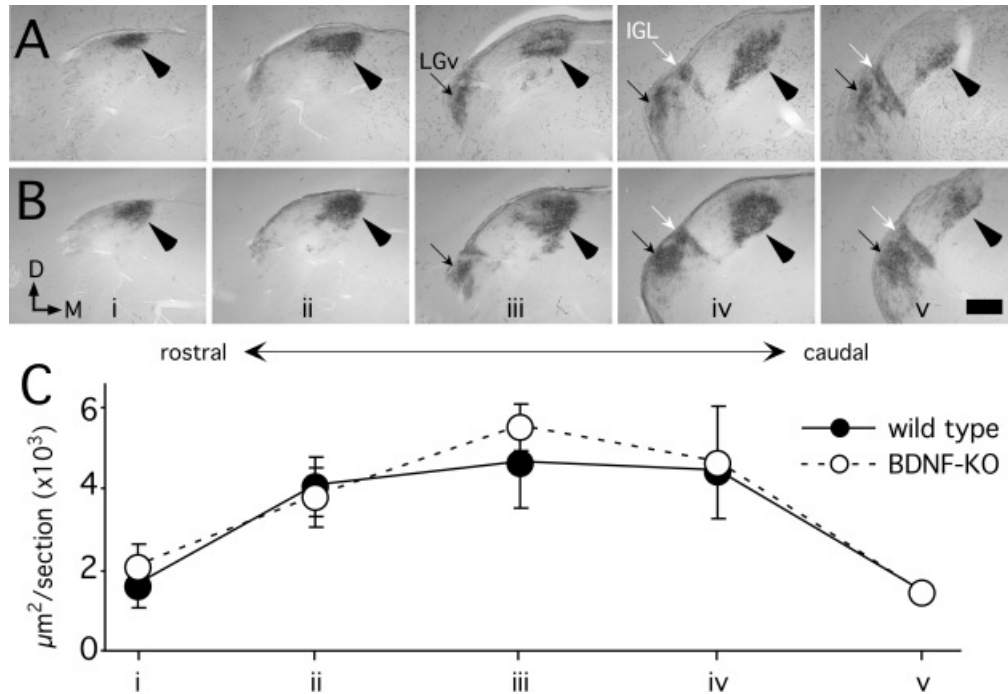 A
LGv
IGL
B
D
M
i
ii
iii
iv
v
rostral
caudal
C
µm²/section (x10³)
6
4
2
0
wild type
BDNF-KO
i
ii
iii
iv
v